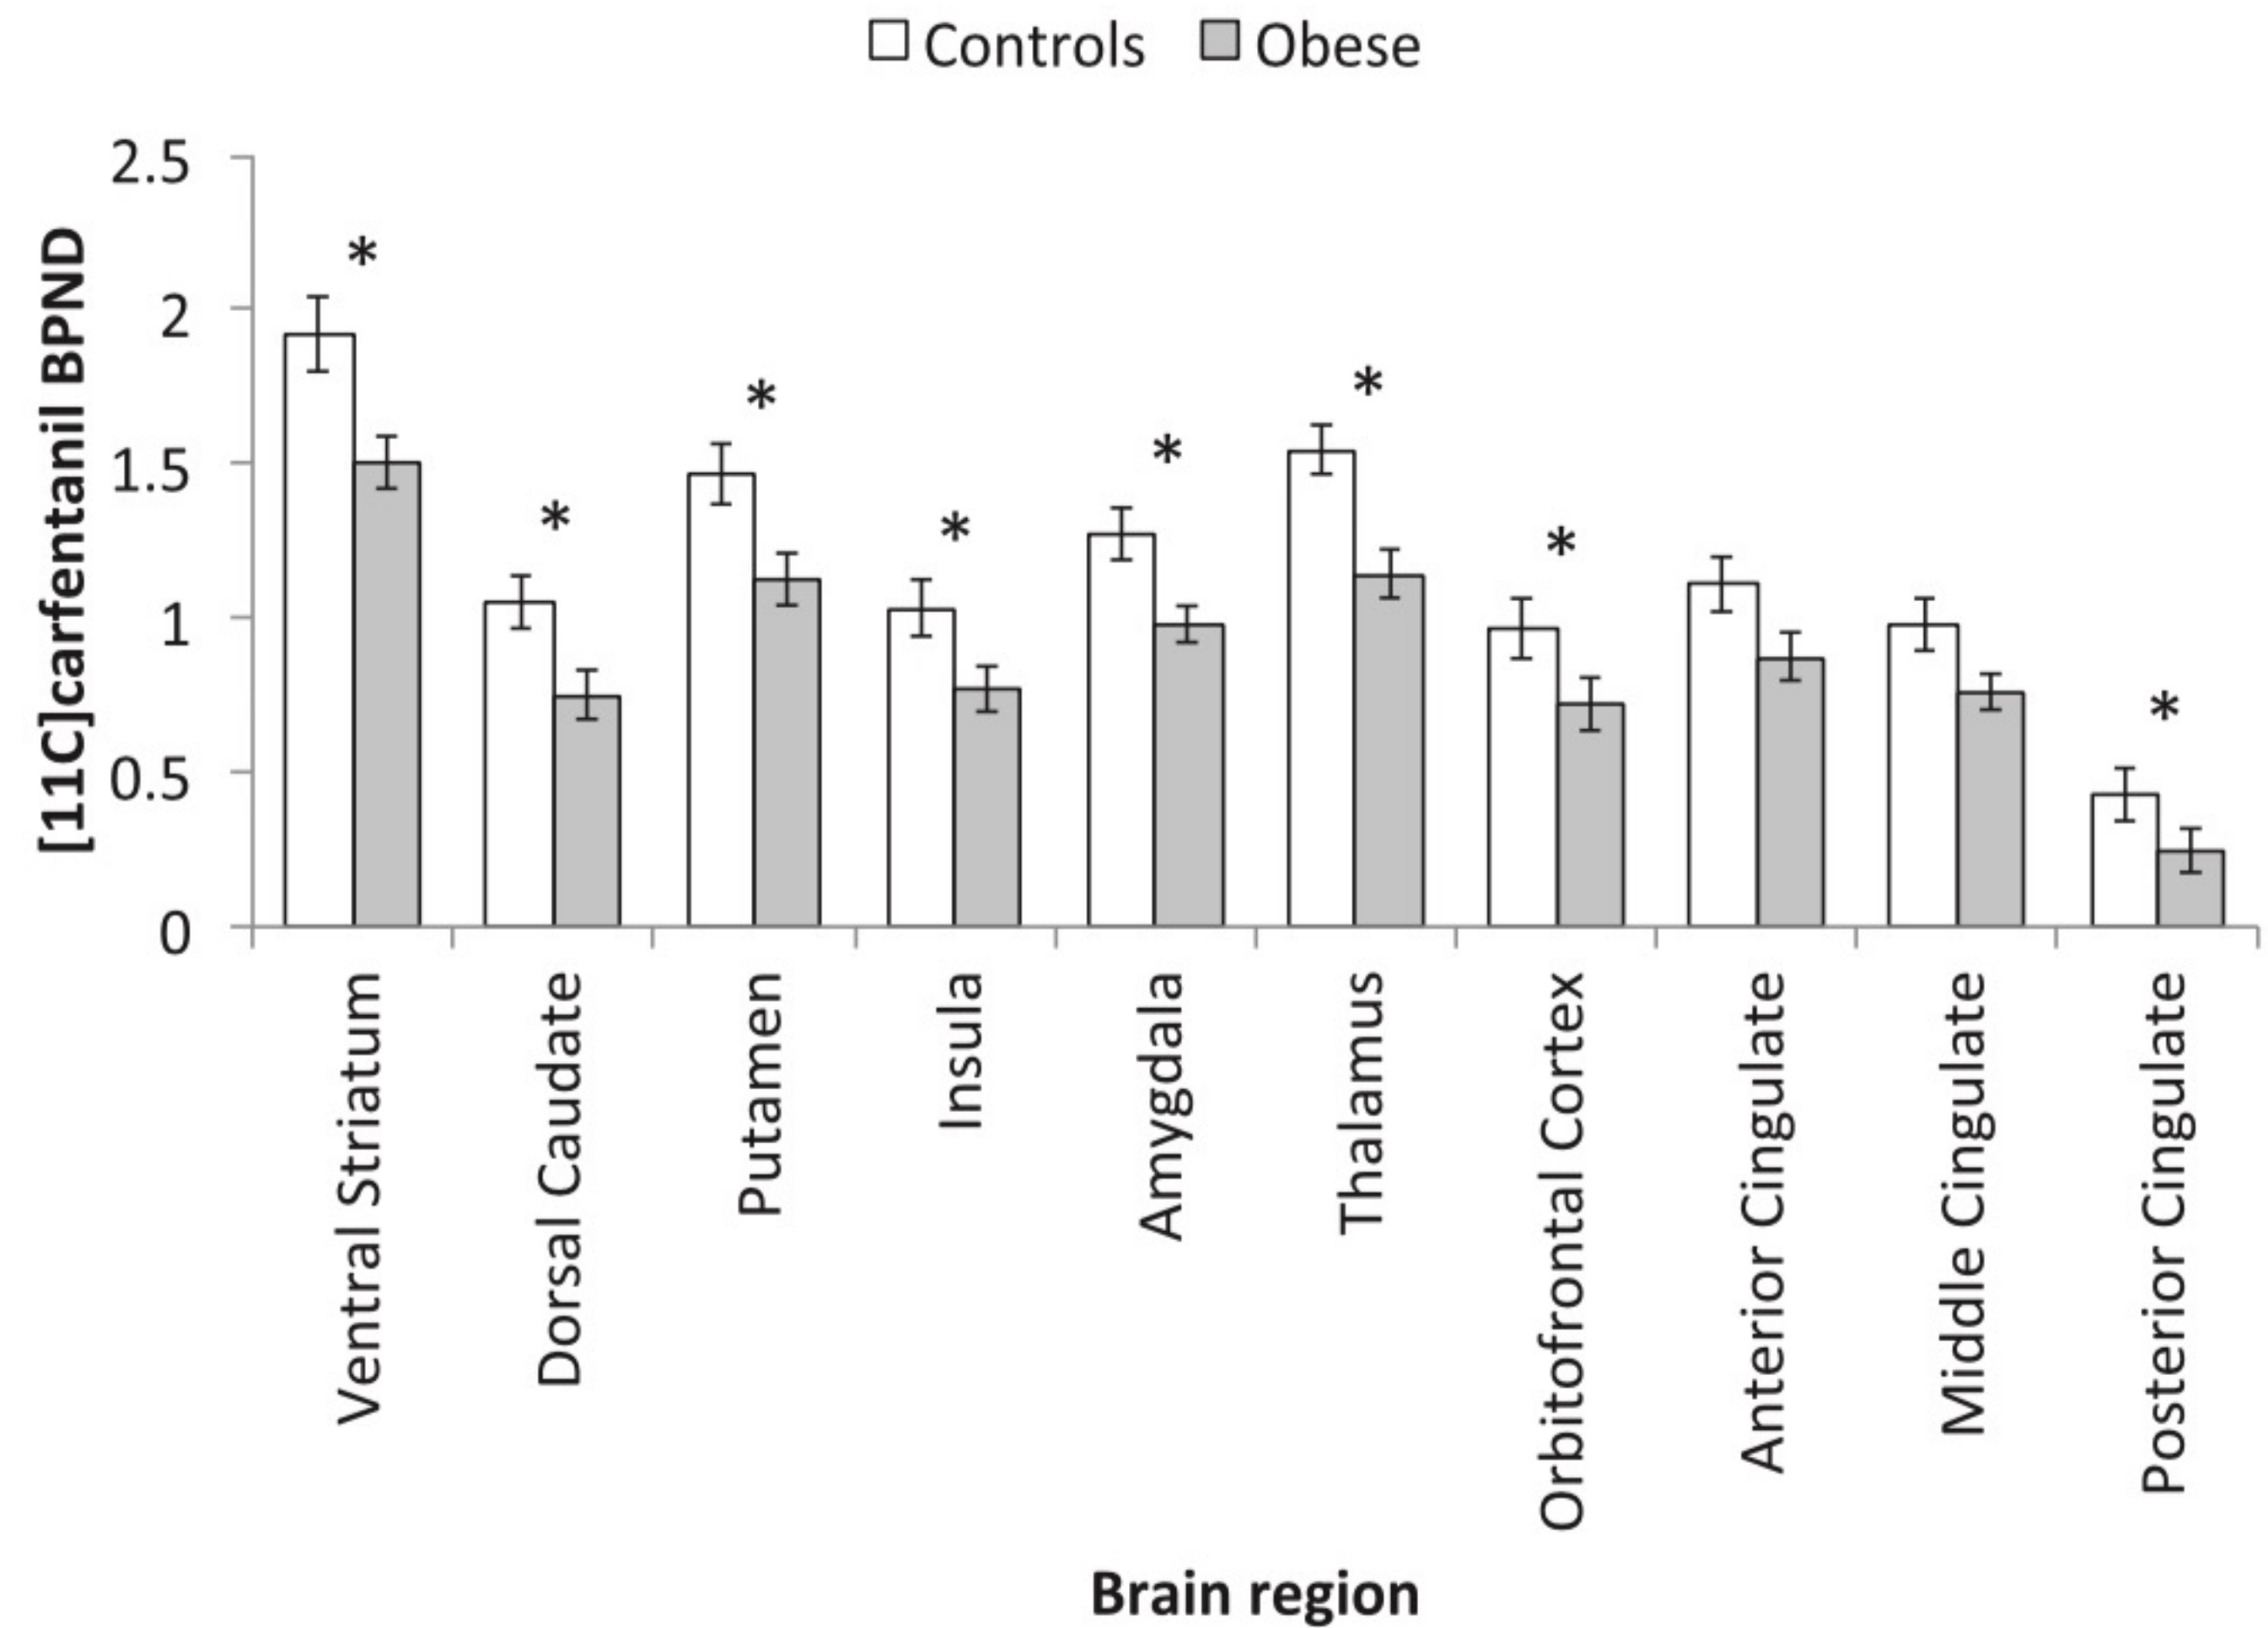 Controls Obese
[11C]carfentanil BPND
2.5
2
1.5
1
0.5
0
*
*
*
*
*
*
*
*
Ventral Striatum
Dorsal Caudate
Putamen
Insula
Amygdala
Thalamus
Orbitofrontal Cortex
Anterior Cingulate
Middle Cingulate
Posterior Cingulate
Brain region